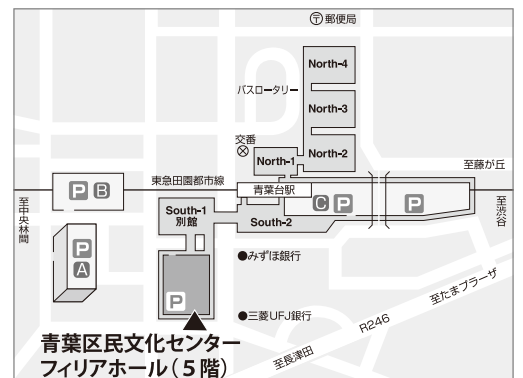 〒郵便局
North-4
バスロータリー
North-3
交番
North-2
North-1
至藤が丘
東急田園都市線
青葉台駅
P B
C P
P
至中央林間
至渋谷
South-1
別館
South-2
P
A
●みずほ銀行
至たまプラーザ
P
●三菱UFJ銀行
R246
青葉区民文化センター
フィリアホール(5階)
至長津田